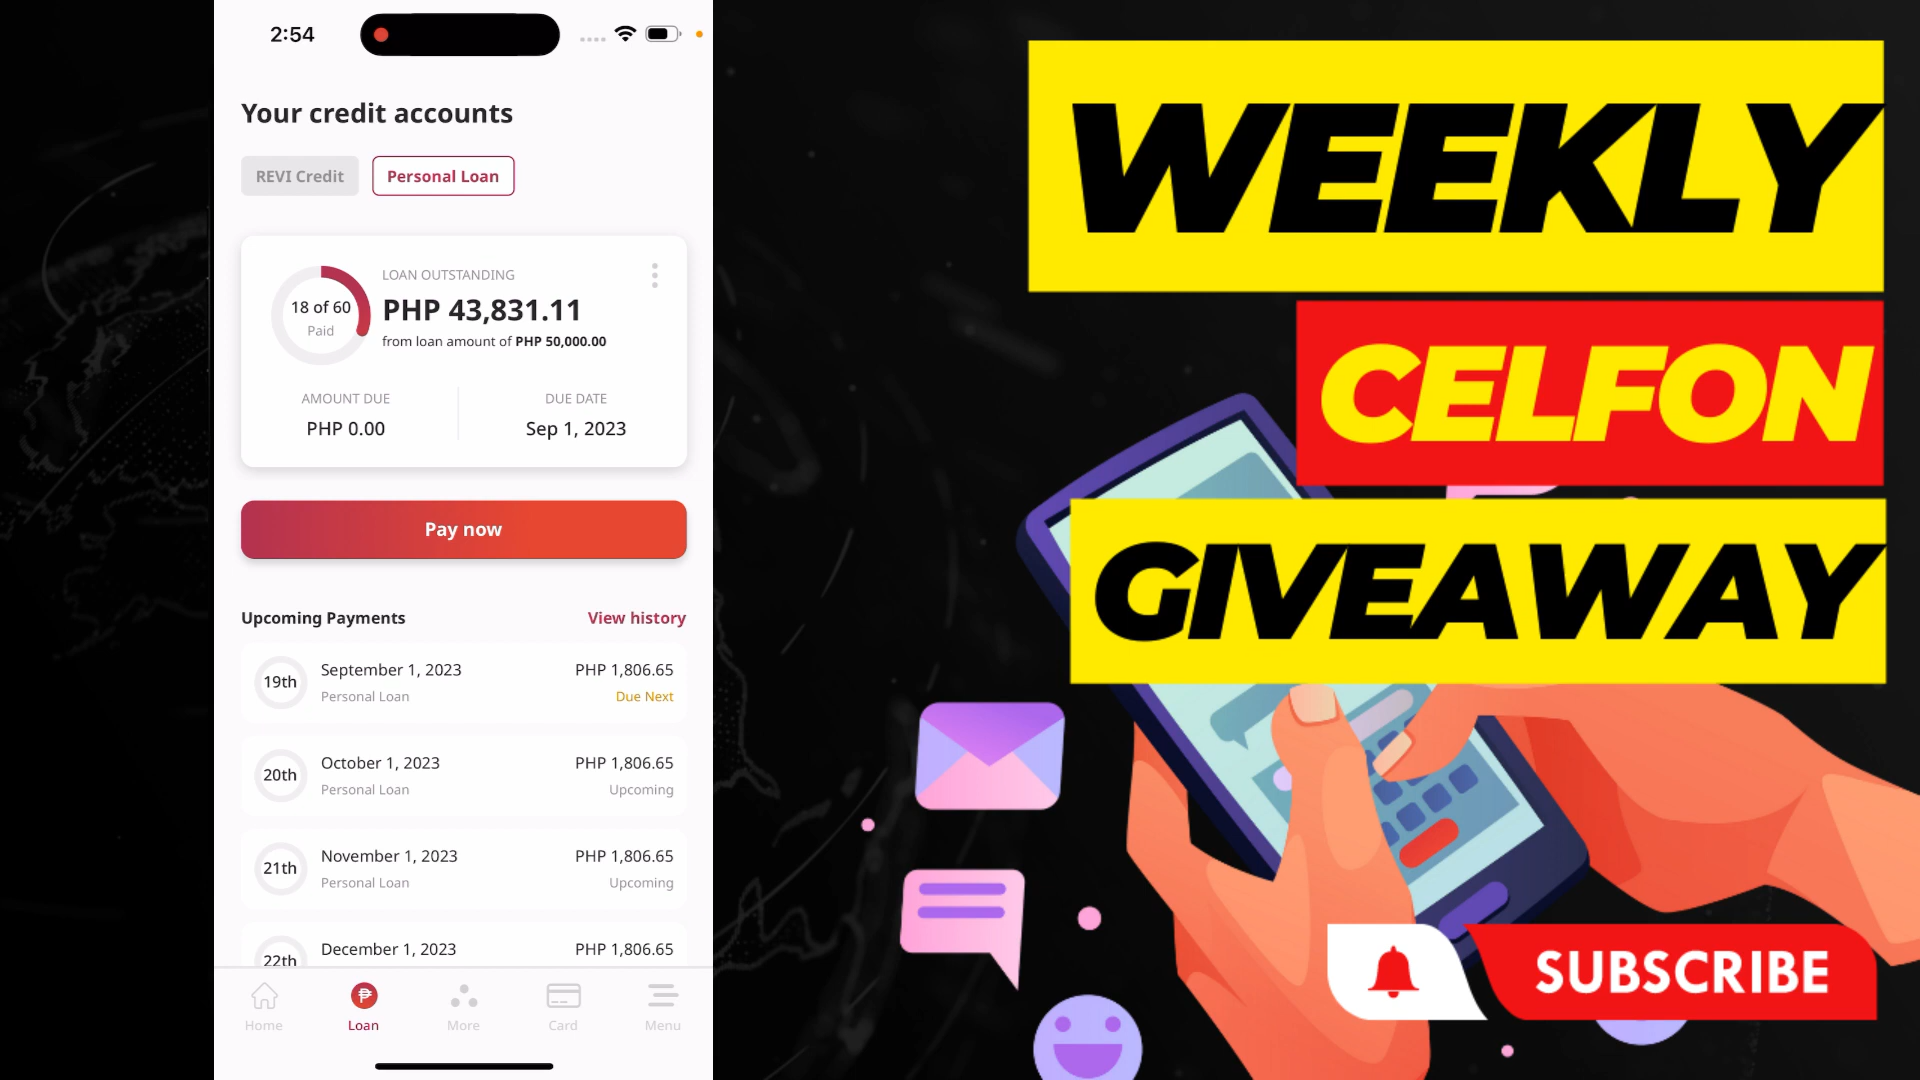 2:54
Your credit accounts
REVI Credit
Personal Loan
18 of 60
Paid
LOAN OUTSTANDING
PHP 43,831.11
from loan amount of PHP 50,000.00
AMOUNT DUE
PHP 0.00
DUE DATE
Sep 1, 2023
Pay now
Upcoming Payments
View history
19th
September 1, 2023
Personal Loan
PHP 1,806.65
Due Next
20th
October 1, 2023
Personal Loan
PHP 1,806.65
Upcoming
21th
November 1, 2023
Personal Loan
PHP 1,806.65
Upcoming
22th
December 1, 2023
PHP 1,806.65
Home
Loan
More
Card
Menu
WEEKLY
CELFON
GIVEAWAY
SUBSCRIBE